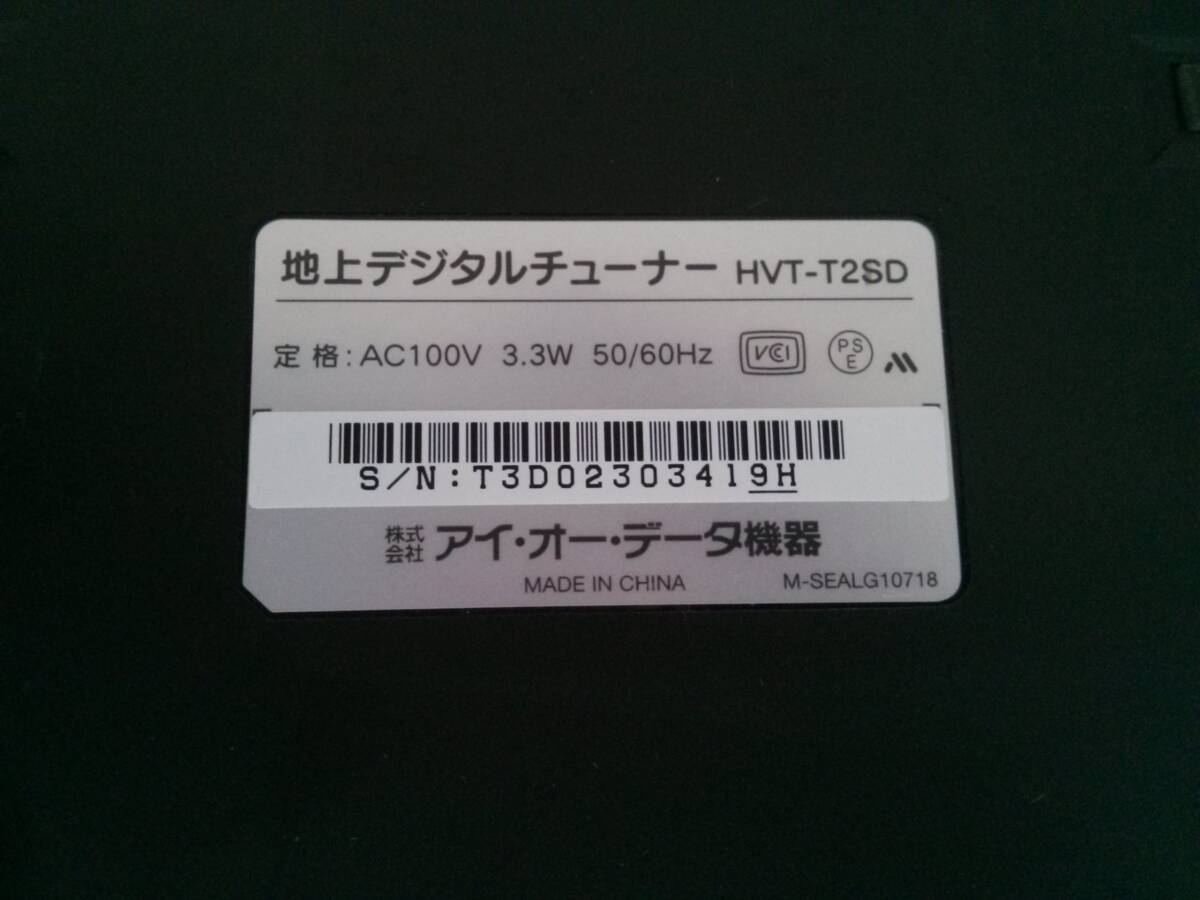 地上デジタルチューナー HVT-T2SD
定格:AC100V 3.3W 50/60Hz VCCI PSE
S/N:T3D02303419H
株式会社 アイ・オー・データ機器
MADE IN CHINA M-SEALG10718